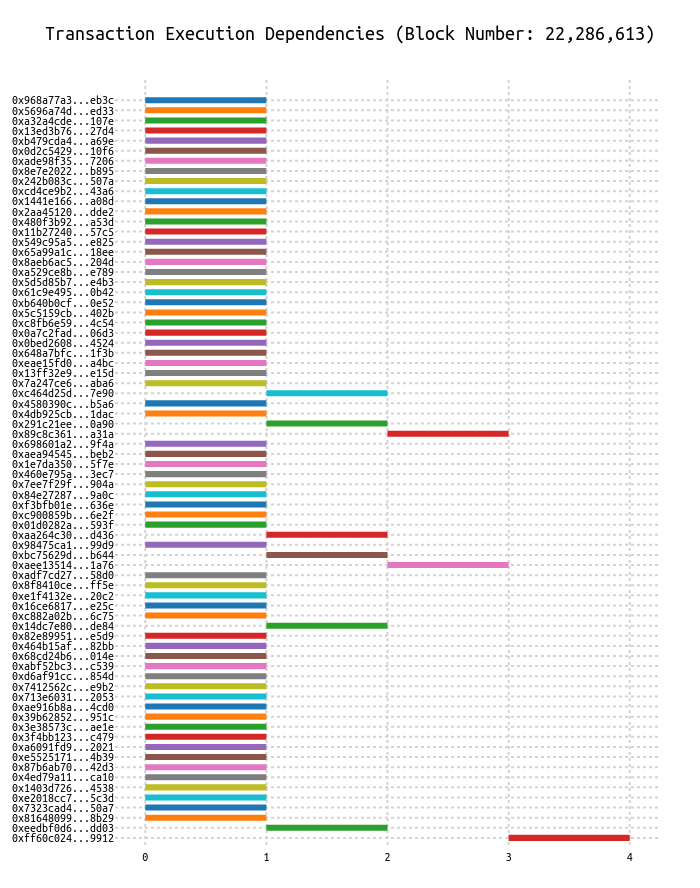 Transaction Execution Dependencies (Block Number: 22,286,613)
0x968a77a3...eb3c
0x5696a74d...ed33
0xa32a4cde...107e
0x13ed3b76...27d4
0xb479cda4...a69e
0x0d2c5429...10f6
0xade98f35...7206
0x8e7e2022...b895
0x242b083c...507a
0xcd4ce9b2...43a6
0x1441e166...a08d
0x2aa45120...dde2
0x480f3b92...a53d
0x11b27240...57c5
0x549c95a5...e825
0x65a99a1c...18ee
0x8aeb6ac5...204d
0xa529ce8b...e789
0x5d5d85b7...e4b3
0x61c9e495...0b42
0xb640b0cf...0e52
0x5c5159cb...402b
0xc8fb6e59...4c54
0x0a7c2fad...06d3
0x0bed2608...4524
0x648a7bfc...1f3b
0xeae15fd0...a4bc
0x13ff32e9...e15d
0x7a247ce6...aba6
0xc464d25d...7e90
0x4580390c...b5a6
0x4db925cb...1dac
0x291c21ee...0a90
0x89c8c361...a31a
0x698601a2...9f4a
0xaea94545...beb2
0x1e7da350...5f7e
0x460e795a...3ec7
0x7ee7f29f...904a
0x84e27287...9a0c
0xf3bfb01e...636e
0xc900859b...6e2f
0x01d0282a...593f
0xaa264c30...d436
0x98475ca1...99d9
0xbc75629d...b644
0xaee13514...1a76
0xadf7cd27...58d0
0x8f8410ce...ff5e
0xe1f4132e...20c2
0x16ce6817...e25c
0xc882a02b...6c75
0x14dc7e80...de84
0x82e89951...e5d9
0x464b15af...82bb
0x68cd24b6...014e
0xabf52bc3...c539
0xd6af91cc...854d
0x7412562c...e9b2
0x713e6031...2053
0xae916b8a...4cd0
0x39b62852...951c
0x3e38573c...ae1e
0x3f4bb123...c479
0xa6091fd9...2021
0xe5525171...4b39
0x87b6ab70...42d3
0x4ed79a11...ca10
0x1403d726...4538
0xe2018cc7...5c3d
0x7323cad4...50a7
0x81648099...8b29
0xeedbf0d6...dd03
0xff60c024...9912
0 1 2 3 4